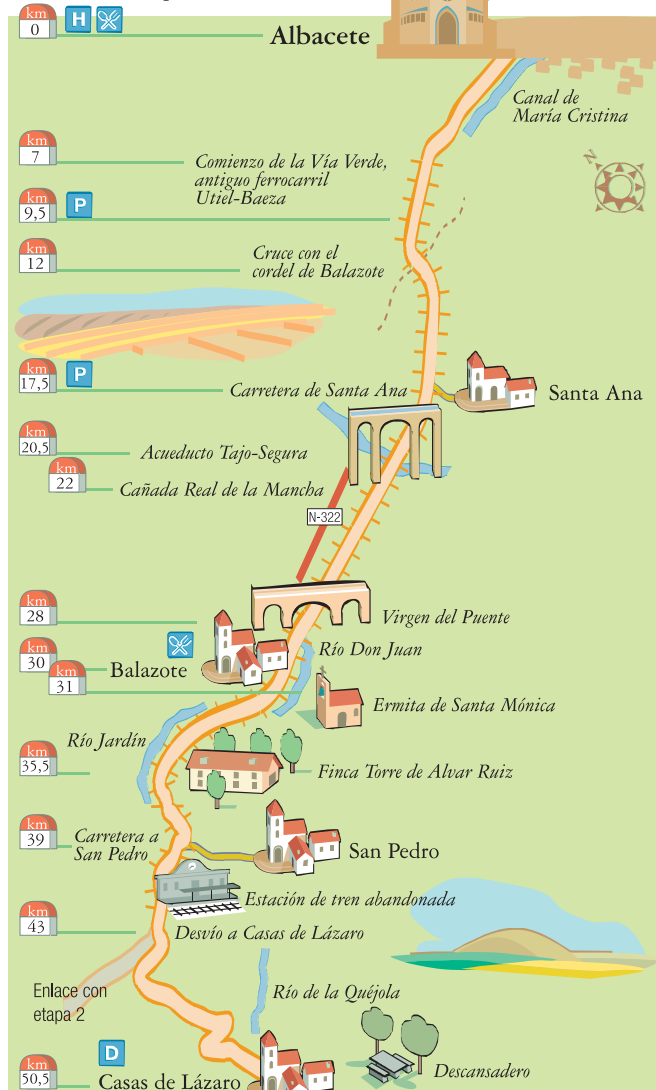 km
0
H
Albacete
Canal de
María Cristina
km
7
Comienzo de la Vía Verde,
antiguo ferrocarril
Utiel-Baeza
N
km
9,5
P
km
12
Cruce con el
cordel de Balazote
km
17,5
P
Carretera de Santa Ana
Santa Ana
km
20,5
Acueducto Tajo-Segura
km
22
Cañada Real de la Mancha
N-322
km
28
Virgen del Puente
km
30
Balazote
Río Don Juan
km
31
Ermita de Santa Mónica
Río Jardín
km
35,5
Finca Torre de Alvar Ruiz
km
39
Carretera a
San Pedro
San Pedro
Estación de tren abandonada
km
43
Desvío a Casas de Lázaro
Enlace con
etapa 2
Río de la Quéjola
D
km
50,5
Casas de Lázaro
Descansadero